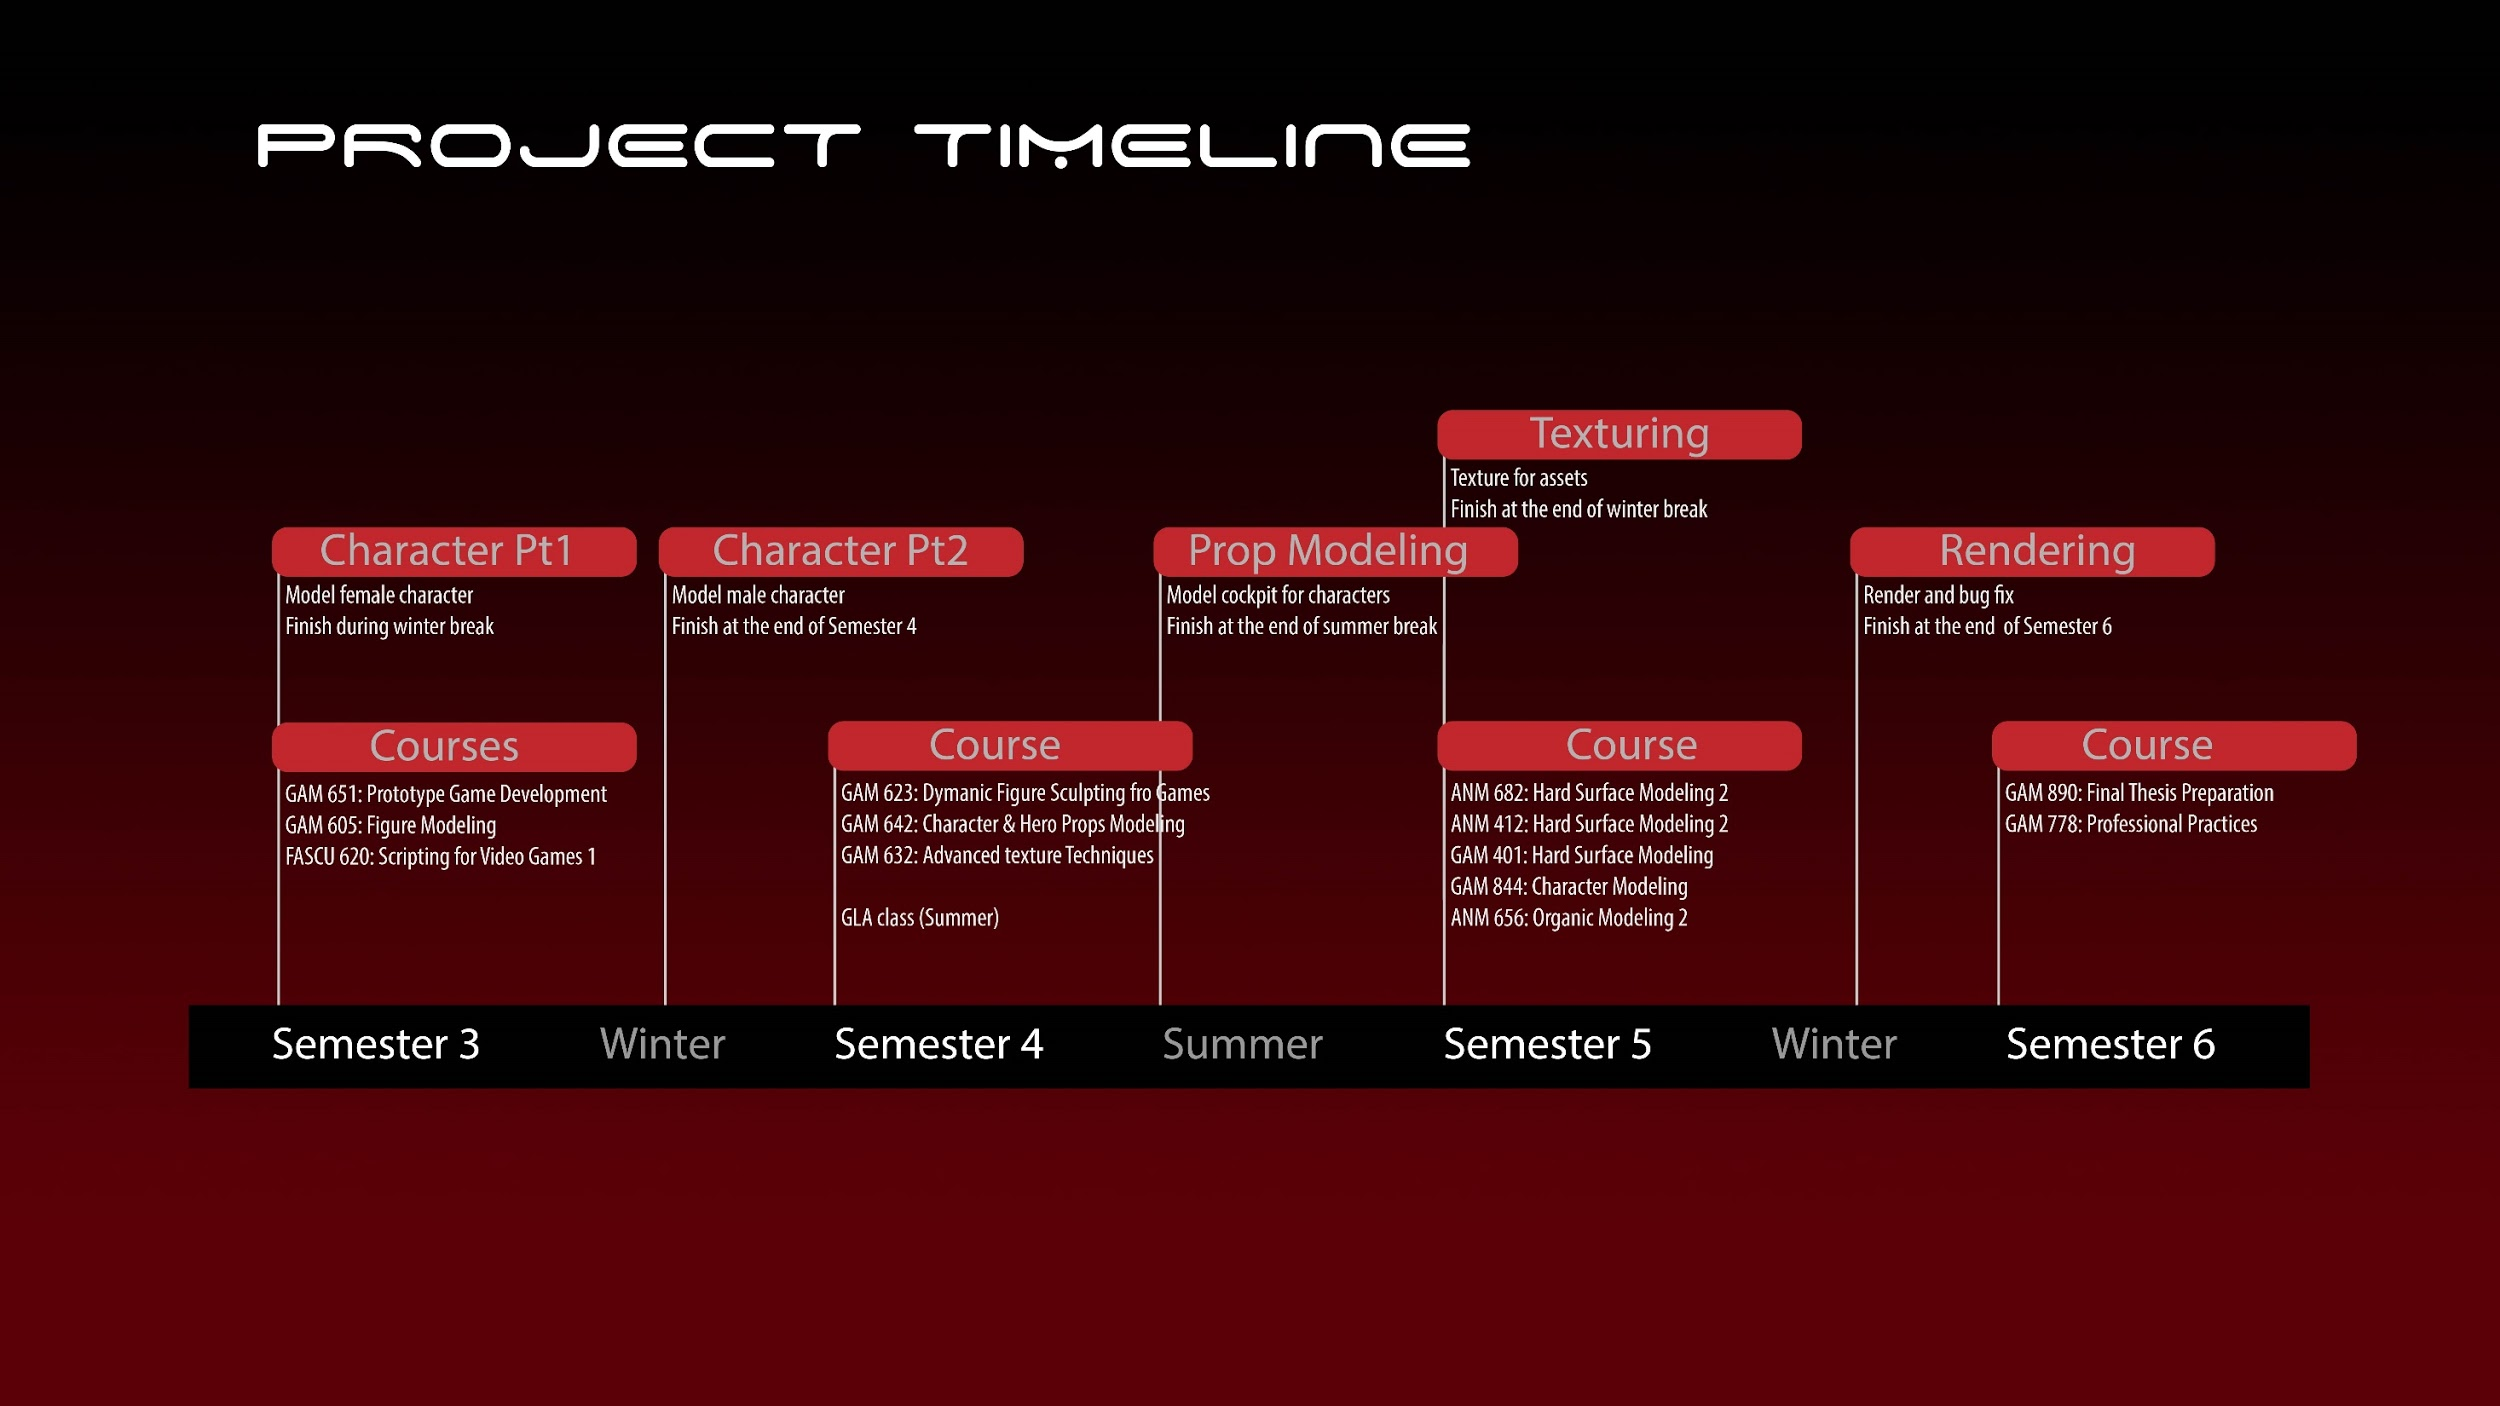 PROJECT TIMELINE
Texturing
Texture for assets
Finish at the end of winter break
Character Pt1
Model female character
Finish during winter break
Character Pt2
Model male character
Finish at the end of Semester 4
Prop Modeling
Model cockpit for characters
Finish at the end of summer break
Rendering
Render and bug fix
Finish at the end of Semester 6
Courses
GAM 651: Prototype Game Development
GAM 605: Figure Modeling
FASCU 620: Scripting for Video Games 1
Course
GAM 623: Dymanic Figure Sculpting fro Games
GAM 642: Character & Hero Props Modeling
GAM 632: Advanced texture Techniques
GLA class (Summer)
Course
ANM 682: Hard Surface Modeling 2
ANM 412: Hard Surface Modeling 2
GAM 401: Hard Surface Modeling
GAM 844: Character Modeling
ANM 656: Organic Modeling 2
Course
GAM 890: Final Thesis Preparation
GAM 778: Professional Practices
Semester 3 Winter Semester 4 Summer Semester 5 Winter Semester 6